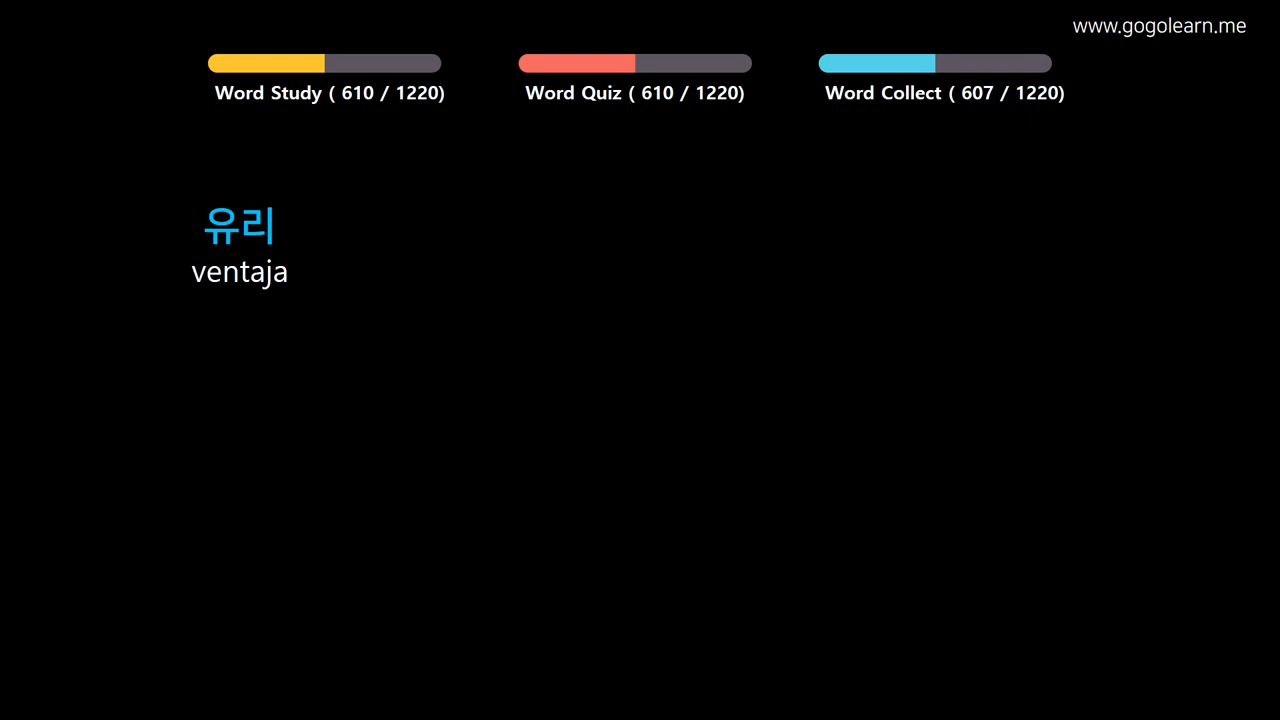 www.gogolearn.me
Word Study ( 610 / 1220)
Word Quiz ( 610 / 1220)
Word Collect ( 607 / 1220)
유리
ventaja